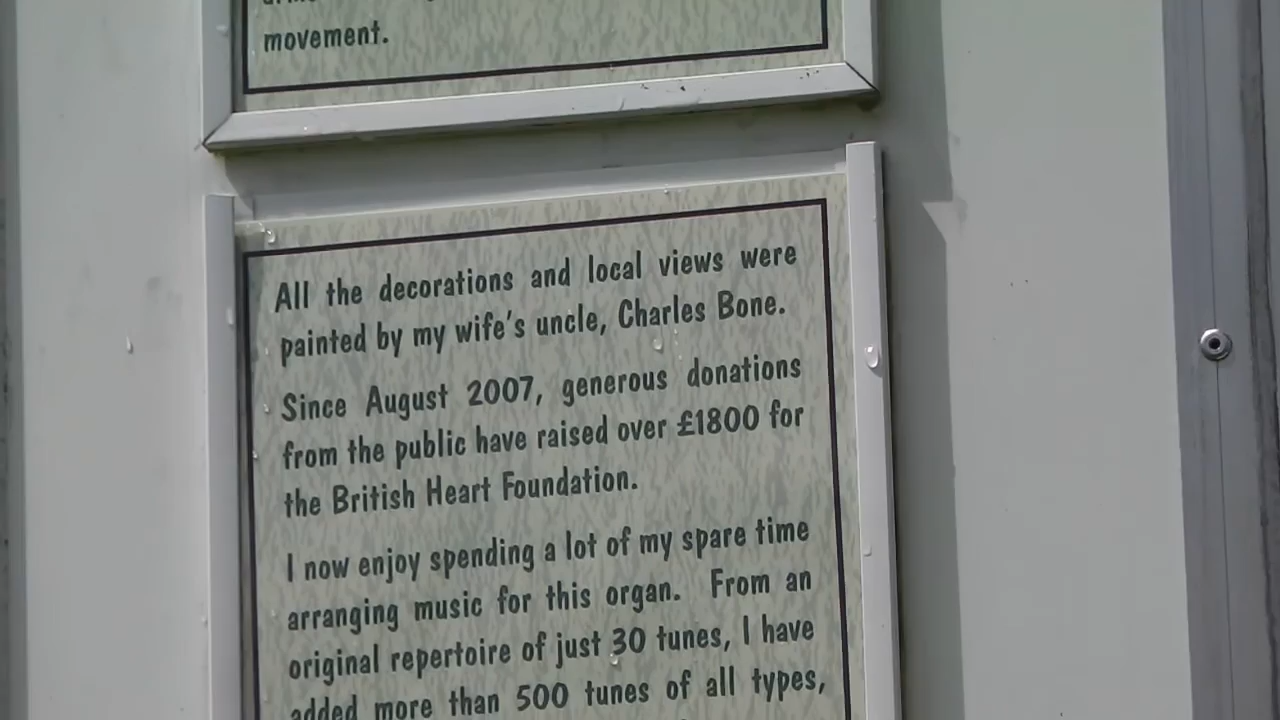 movement.
All the decorations and local views were
painted by my wife's uncle, Charles Bone.
Since August 2007, generous donations
from the public have raised over £1800 for
the British Heart Foundation.
I now enjoy spending a lot of my spare time
arranging music for this organ. From an
original repertoire of just 30 tunes, I have
added more than 500 tunes of all types,